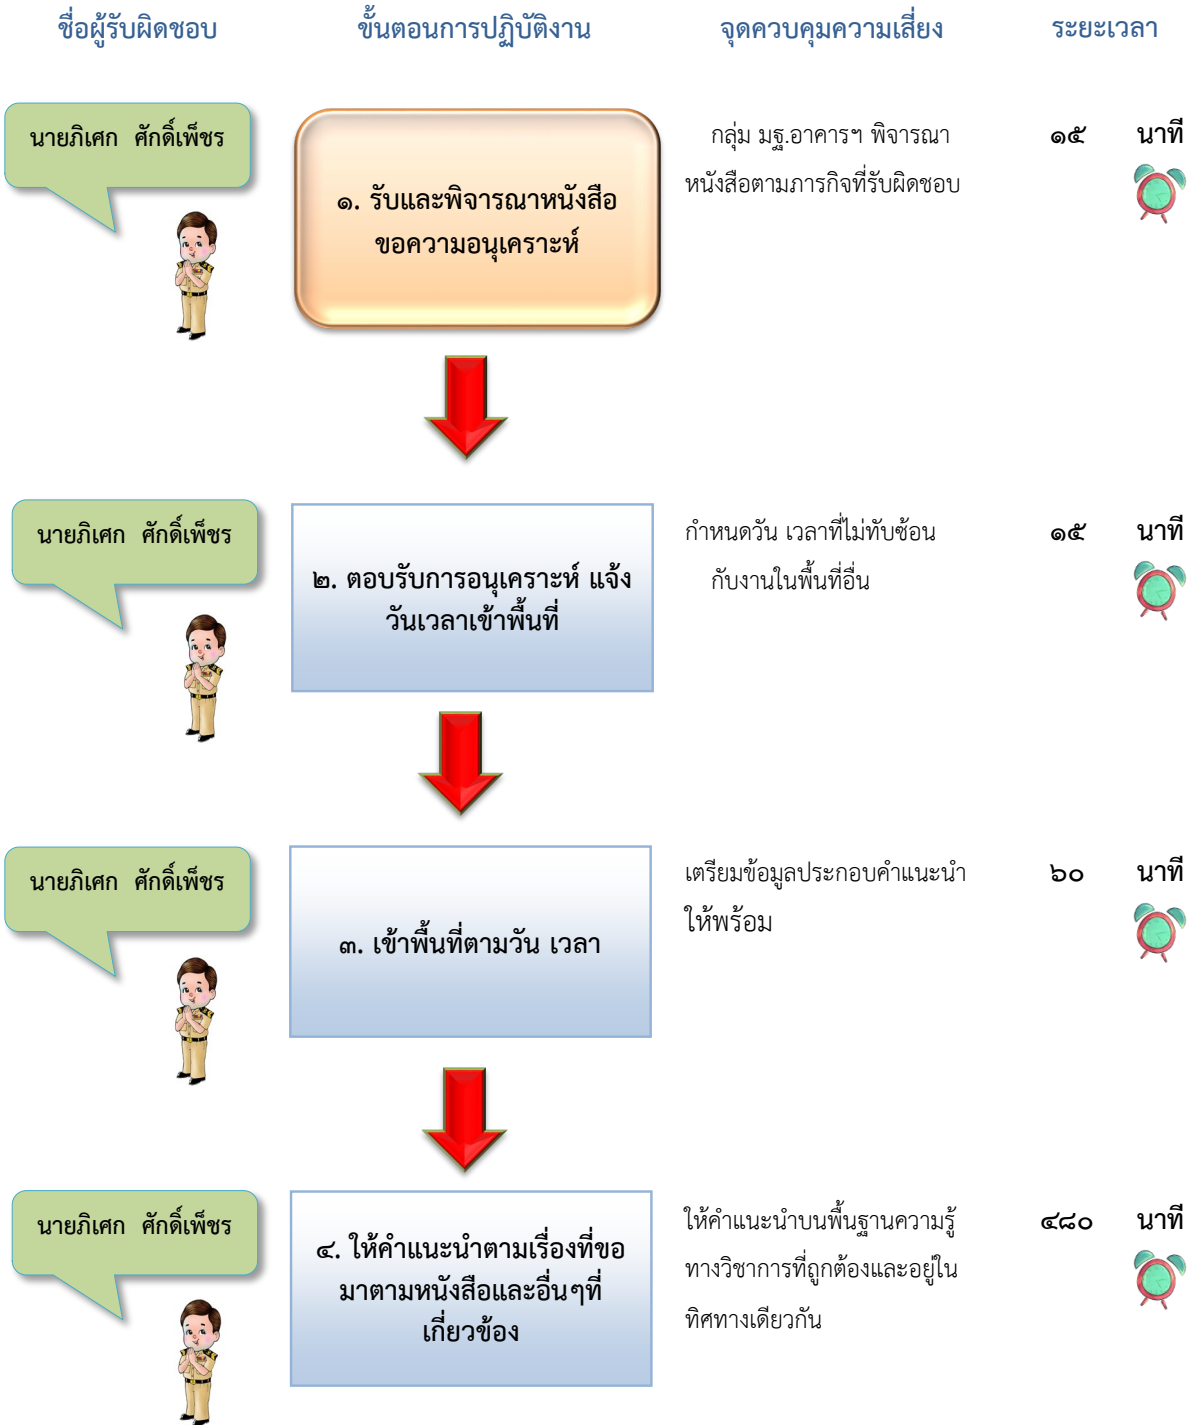 ชื่อผู้รับผิดชอบ ขั้นตอนการปฏิบัติงาน จุดควบคุมความเสี่ยง ระยะเวลา
นายภิเศก ศักดิ์เพ็ชร
๑. รับและพิจารณาหนังสือ
ขอความอนุเคราะห์
กลุ่ม มฐ.อาคารฯ พิจารณา
หนังสือตามภารกิจที่รับผิดชอบ
๑๕ นาที
นายภิเศก ศักดิ์เพ็ชร
๒. ตอบรับการอนุเคราะห์ แจ้ง
วันเวลาเข้าพื้นที่
กำหนดวัน เวลาที่ไม่ทับซ้อน
กับงานในพื้นที่อื่น
๑๕ นาที
นายภิเศก ศักดิ์เพ็ชร
๓. เข้าพื้นที่ตามวัน เวลา
เตรียมข้อมูลประกอบคำแนะนำ
ให้พร้อม
๖๐ นาที
นายภิเศก ศักดิ์เพ็ชร
๔. ให้คำแนะนำตามเรื่องที่ขอ
มาตามหนังสือและอื่นๆที่
เกี่ยวข้อง
ให้คำแนะนำบนพื้นฐานความรู้
ทางวิชาการที่ถูกต้องและอยู่ใน
ทิศทางเดียวกัน
๔๘๐ นาที